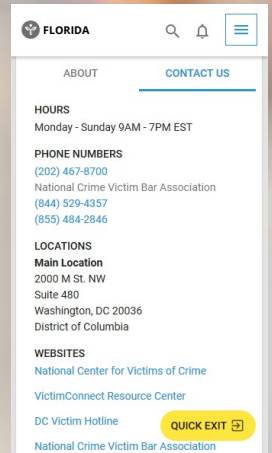 FLORIDA
ABOUT
CONTACT US
HOURS
Monday - Sunday 9AM - 7PM EST
PHONE NUMBERS
(202) 467-8700
National Crime Victim Bar Association
(844) 529-4357
(855) 484-2846
LOCATIONS
Main Location
2000 M St. NW
Suite 480
Washington, DC 20036
District of Columbia
WEBSITES
National Center for Victims of Crime
VictimConnect Resource Center
DC Victim Hotline
QUICK EXIT
National Crime Victim Bar Association